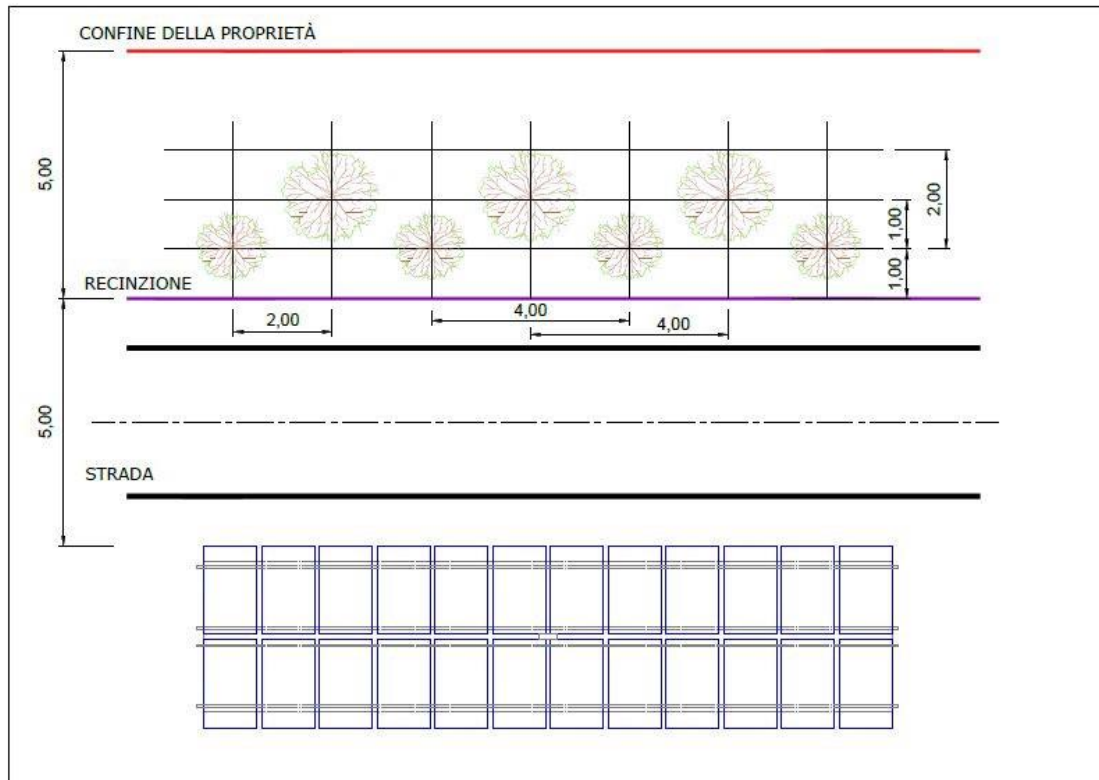 CONFINE DELLA PROPRIETÀ
5,00
2,00
1,00
1,00
RECINZIONE
2,00
4,00
4,00
5,00
STRADA